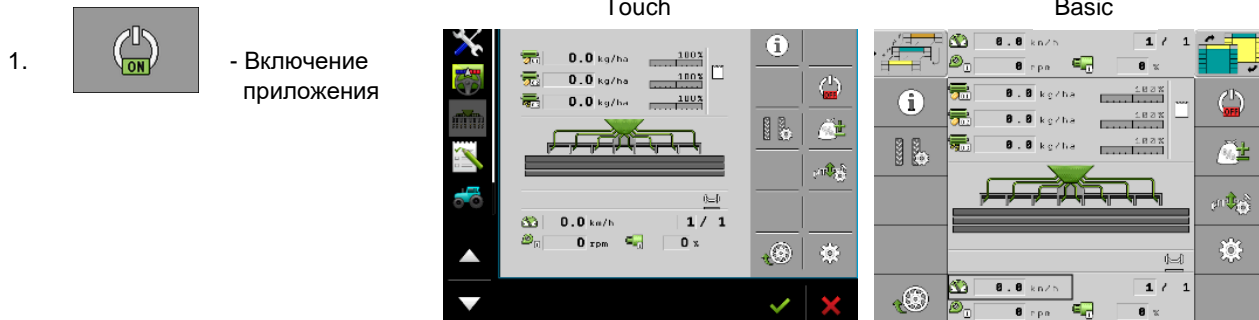 Touch
Basic
1.
ON
- Включение
приложения
0.0 kg/ha 100%
0.0 kg/ha 100%
0.0 kg/ha 100%
0.0 km/h 1 / 1
0 rpm 0 %
OFF
0.0 km/h 1 / 1
0 rpm 0 %
0.0 kg/ha 100%
0.0 kg/ha 100%
0.0 kg/ha 100%
OFF
0.0 km/h 1 / 1
0 rpm 0 %